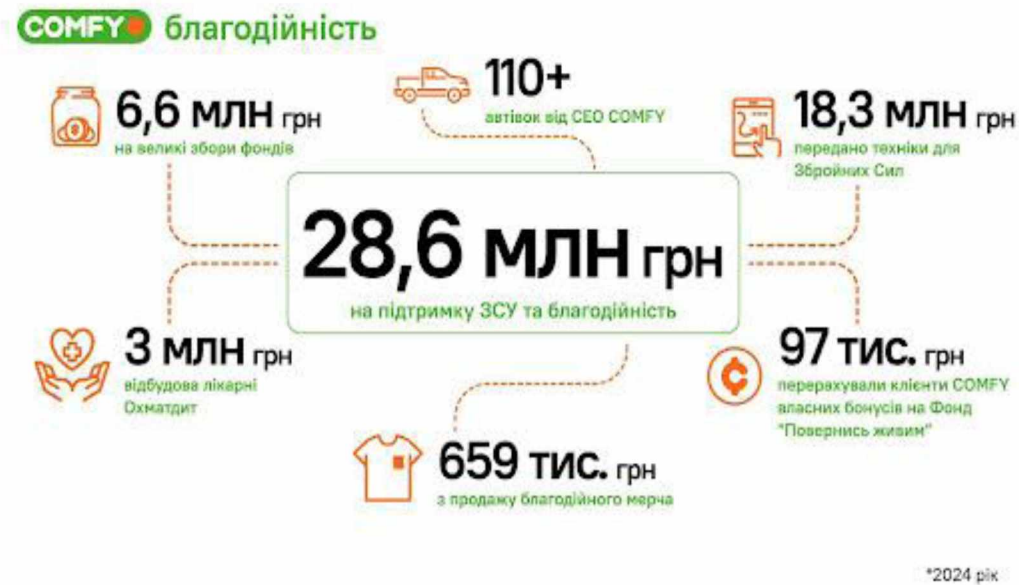 COMFY благодійність
6,6 млн грн
на великі збори фондів
110+
автівок від CEO COMFY
18,3 млн грн
передано техніки для
Збройних Сил
28,6 млн грн
на підтримку ЗСУ та благодійність
3 млн грн
відбудова лікарні
Охматдит
97 тис. грн
перерахували клієнти COMFY
власних бонусів на Фонд
"Повернись живим"
659 тис. грн
з продажу благодійного мерча
*2024 рік